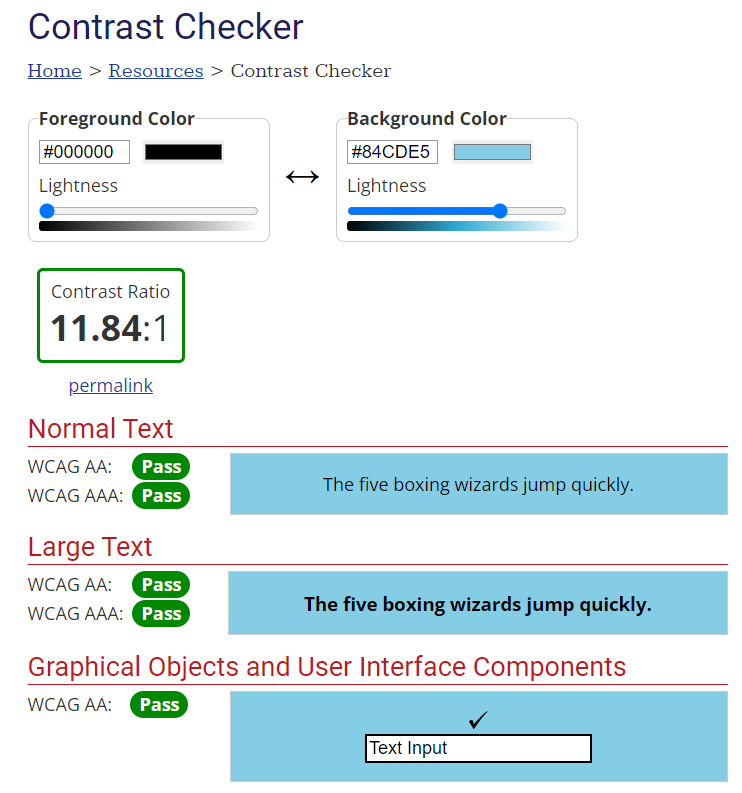 Contrast Checker
Home > Resources > Contrast Checker
Foreground Color
#000000
Lightness
Background Color
#84CDE5
Lightness
Contrast Ratio
11.84:1
permalink
Normal Text
WCAG AA: Pass
WCAG AAA: Pass
The five boxing wizards jump quickly.
Large Text
WCAG AA: Pass
WCAG AAA: Pass
The five boxing wizards jump quickly.
Graphical Objects and User Interface Components
WCAG AA: Pass
Text Input